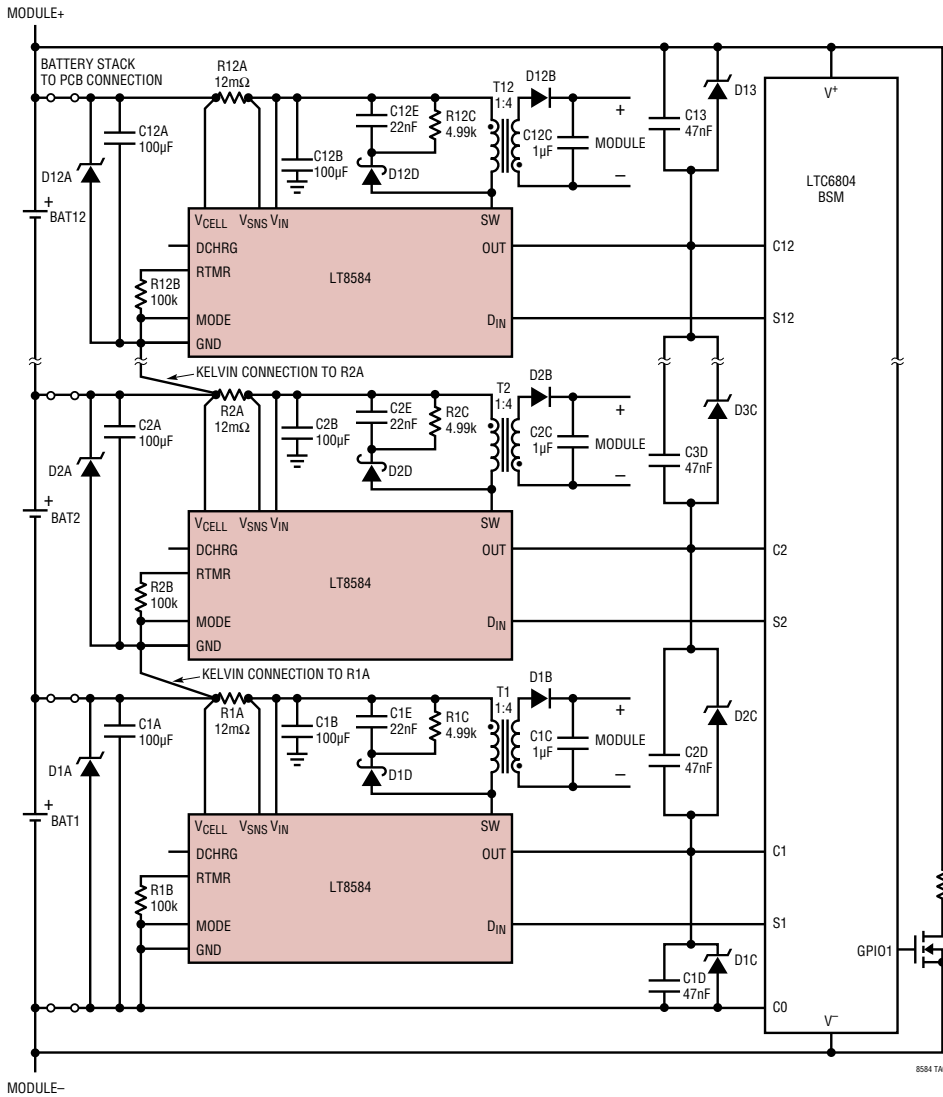 MODULE+
BATTERY STACK
TO PCB CONNECTION
R12A
12mΩ
C12A
100µF
D12A
+
BAT12
C12B
100µF
C12E
22nF
R12C
4.99k
D12D
T12
1:4
D12B
C12C
1µF
+
MODULE
–
C13
47nF
D13
V+
LTC6804
BSM
VCELL
VSNS
VIN
SW
DCHRG
OUT
C12
RTMR
LT8584
R12B
100k
MODE
DIN
S12
GND
KELVIN CONNECTION TO R2A
R2A
12mΩ
C2A
100µF
D2A
+
BAT2
C2B
100µF
C2E
22nF
R2C
4.99k
D2D
T2
1:4
D2B
C2C
1µF
+
MODULE
–
C3D
47nF
D3C
VCELL
VSNS
VIN
SW
DCHRG
OUT
C2
RTMR
LT8584
R2B
100k
MODE
DIN
S2
GND
KELVIN CONNECTION TO R1A
R1A
12mΩ
C1A
100µF
D1A
+
BAT1
C1B
100µF
C1E
22nF
R1C
4.99k
D1D
T1
1:4
D1B
C1C
1µF
+
MODULE
–
C2D
47nF
D2C
VCELL
VSNS
VIN
SW
DCHRG
OUT
C1
RTMR
LT8584
R1B
100k
MODE
DIN
S1
GND
GPIO1
C1D
47nF
D1C
C0
V–
MODULE–